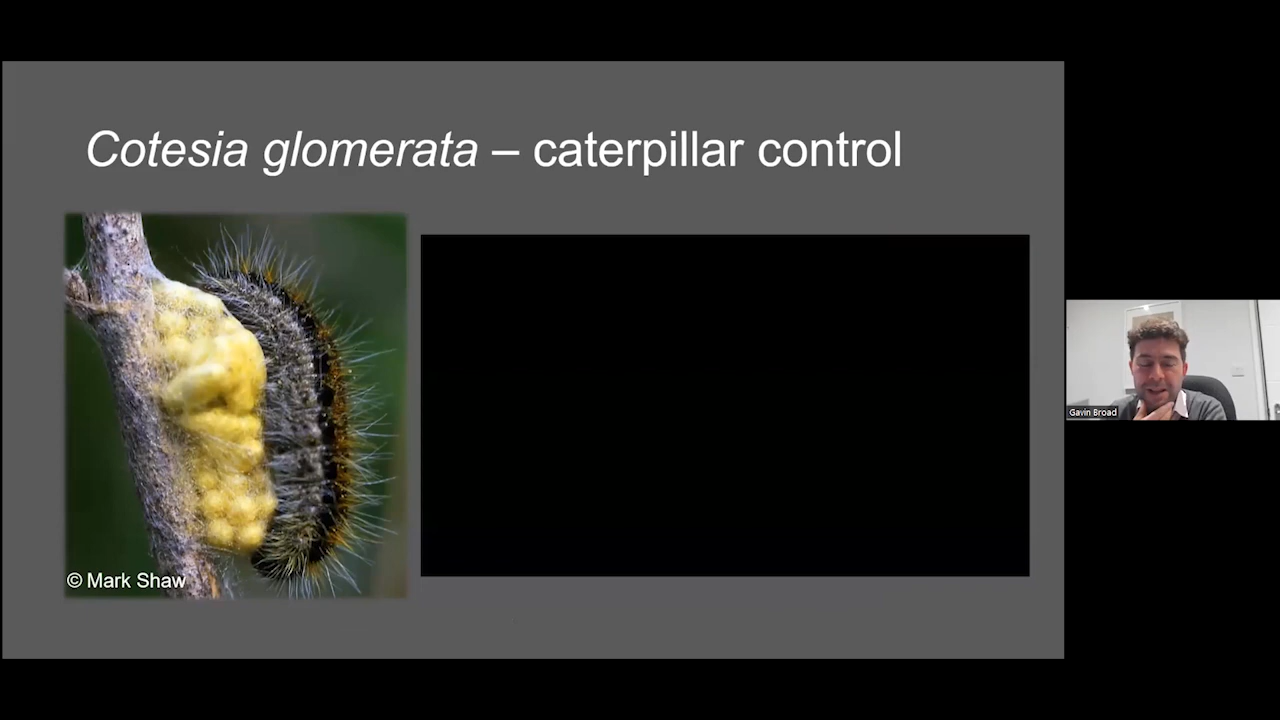 Cotesia glomerata – caterpillar control
© Mark Shaw
Gavin Broad